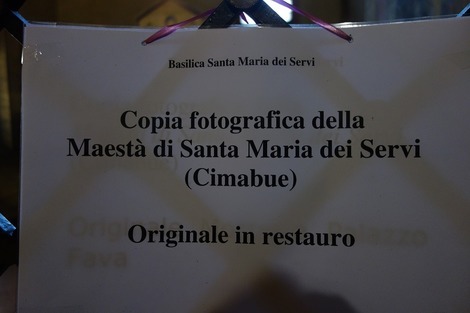 Basilica Santa Maria dei Servi
Copia fotografica della
Maestà di Santa Maria dei Servi
(Cimabue)
Originale in restauro